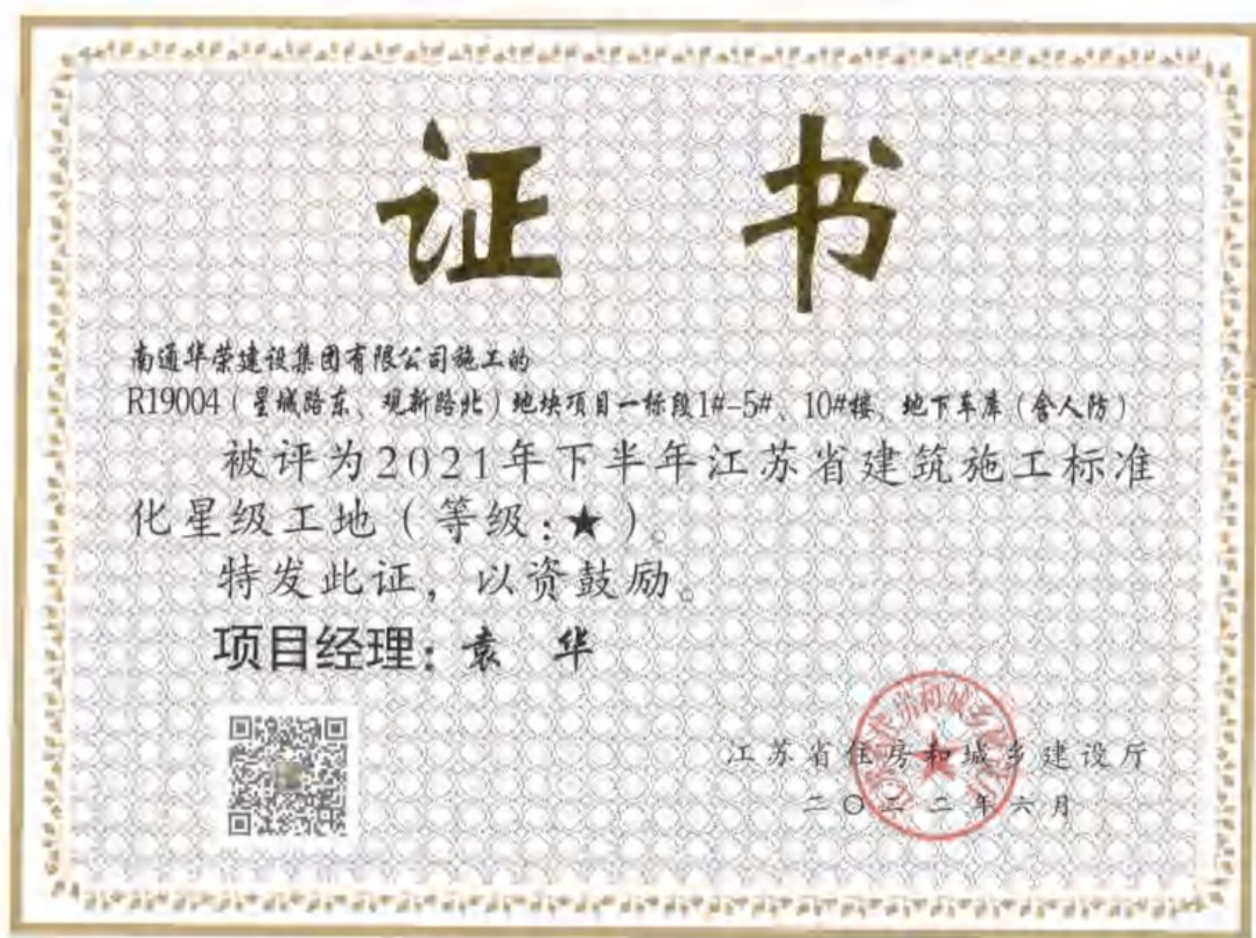 证 书
南通华荣建设集团有限公司施工的
R19004（星城路东、观新路北）地块项目一标段1#-5#、10#楼、地下车库（含人防）
被评为2021年下半年江苏省建筑施工标准
化星级工地（等级：★）。
特发此证，以资鼓励。
项目经理：袁 华
江苏省住房和城乡建设厅
二〇二二年六月